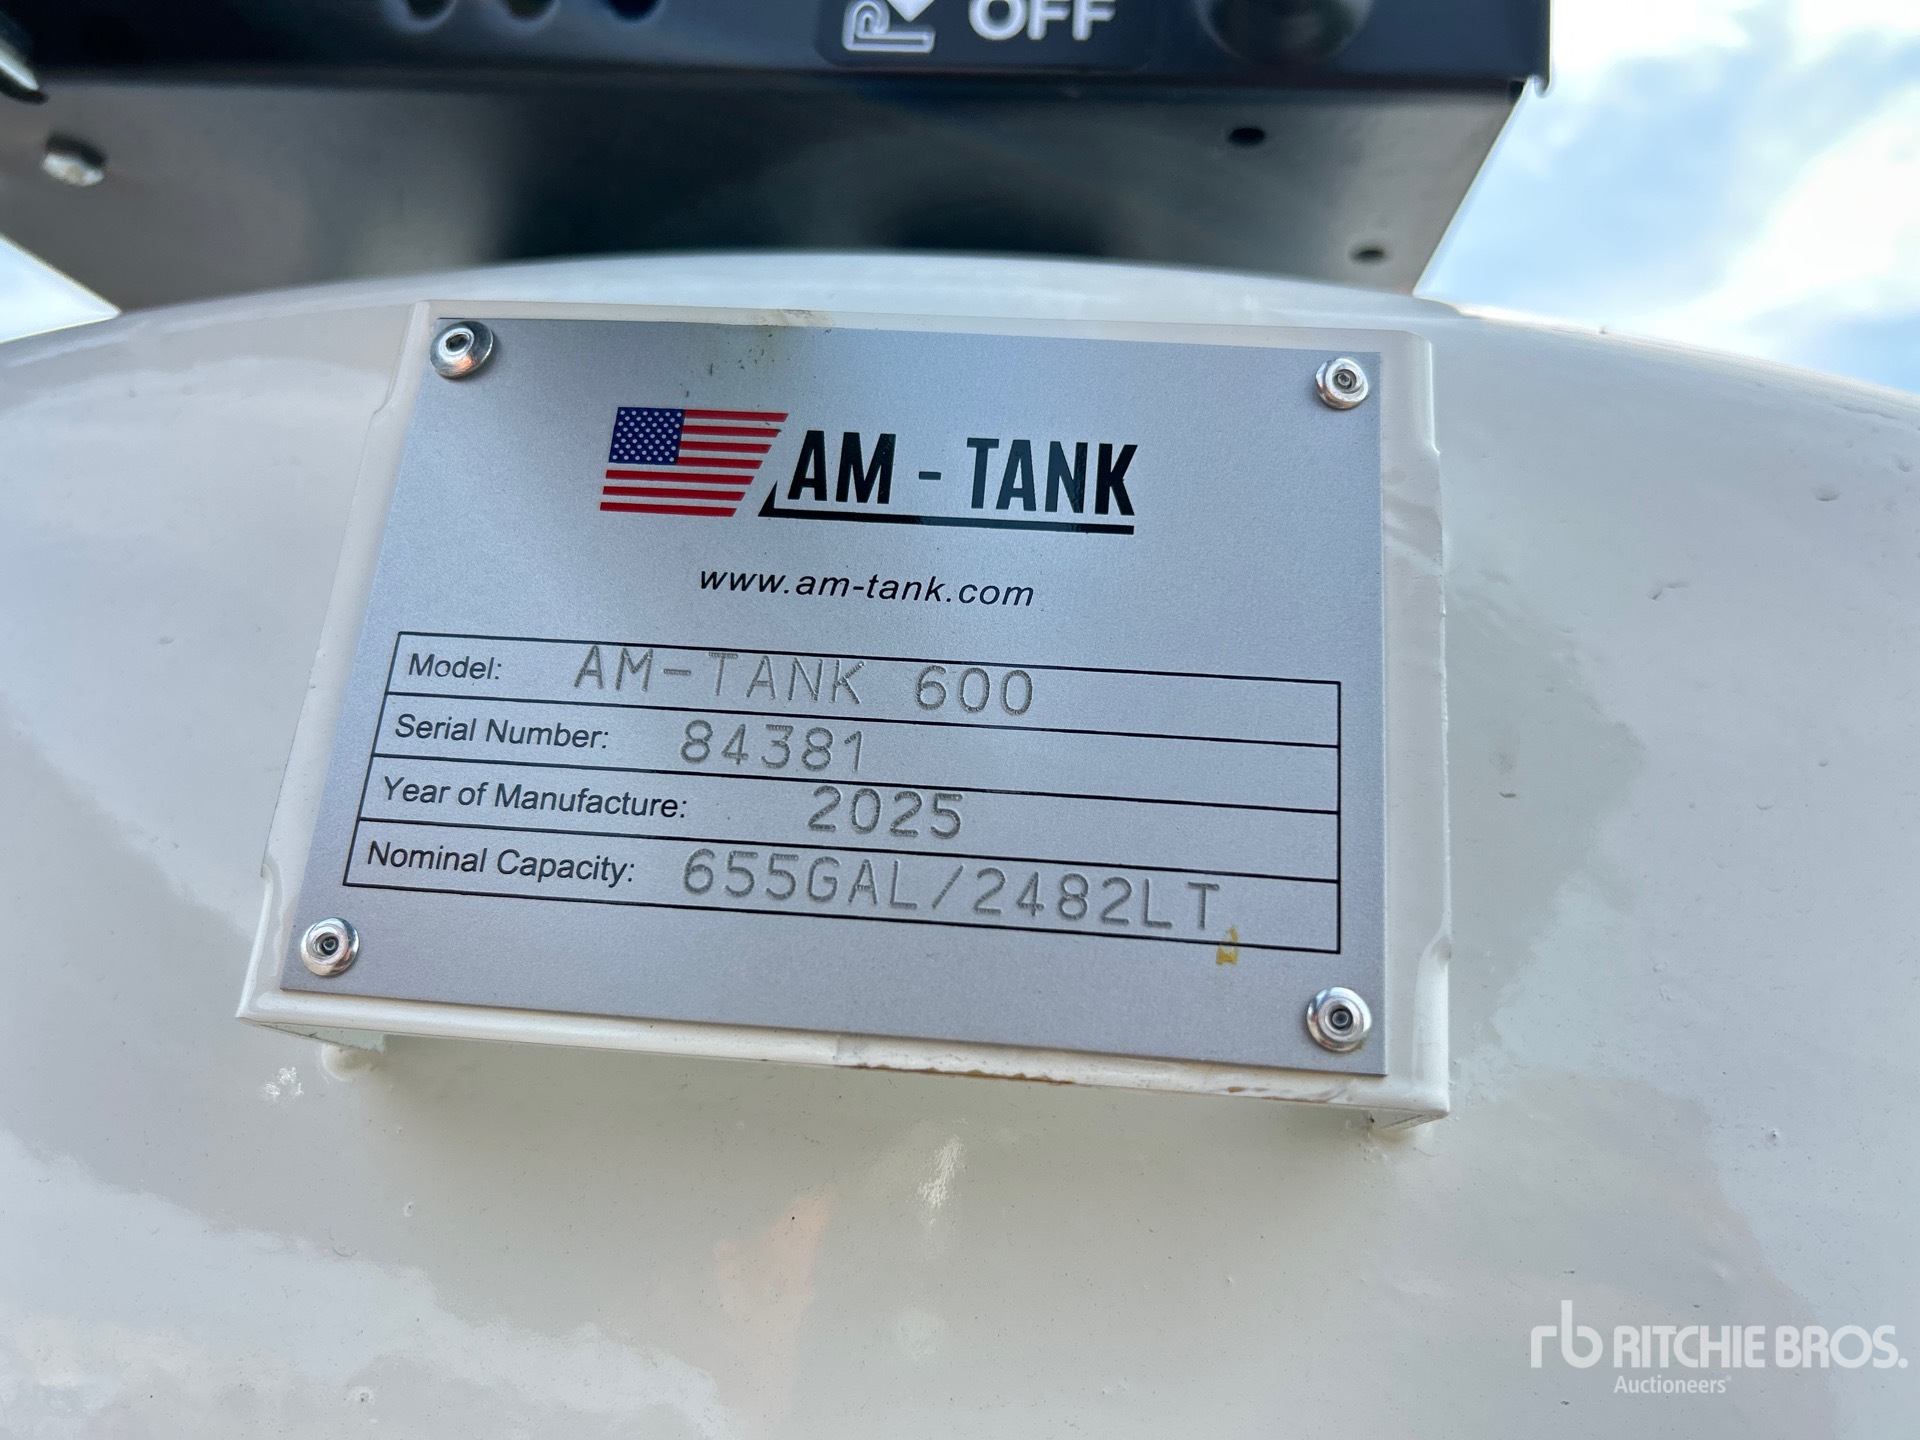 OFF
AM - TANK
www.am-tank.com
Model: AM-TANK 600
Serial Number: 84381
Year of Manufacture: 2025
Nominal Capacity: 655GAL/2482LT
rb RITCHIE BROS.
Auctioneers